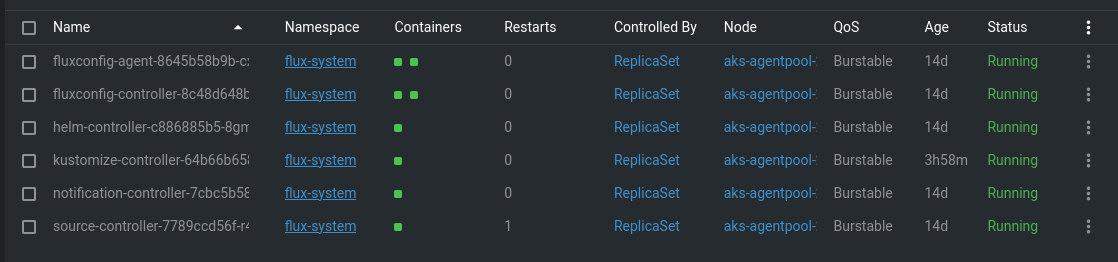 Name Namespace Containers Restarts Controlled By Node QoS Age Status
fluxconfig-agent-8645b58b9b-c flux-system 0 ReplicaSet aks-agentpool- Burstable 14d Running
fluxconfig-controller-8c48d648b flux-system 0 ReplicaSet aks-agentpool- Burstable 14d Running
helm-controller-c886885b5-8gm flux-system 0 ReplicaSet aks-agentpool- Burstable 14d Running
kustomize-controller-64b66b65 flux-system 0 ReplicaSet aks-agentpool- Burstable 3h58m Running
notification-controller-7cbc5b58 flux-system 0 ReplicaSet aks-agentpool- Burstable 14d Running
source-controller-7789ccd56f-r4 flux-system 1 ReplicaSet aks-agentpool- Burstable 14d Running